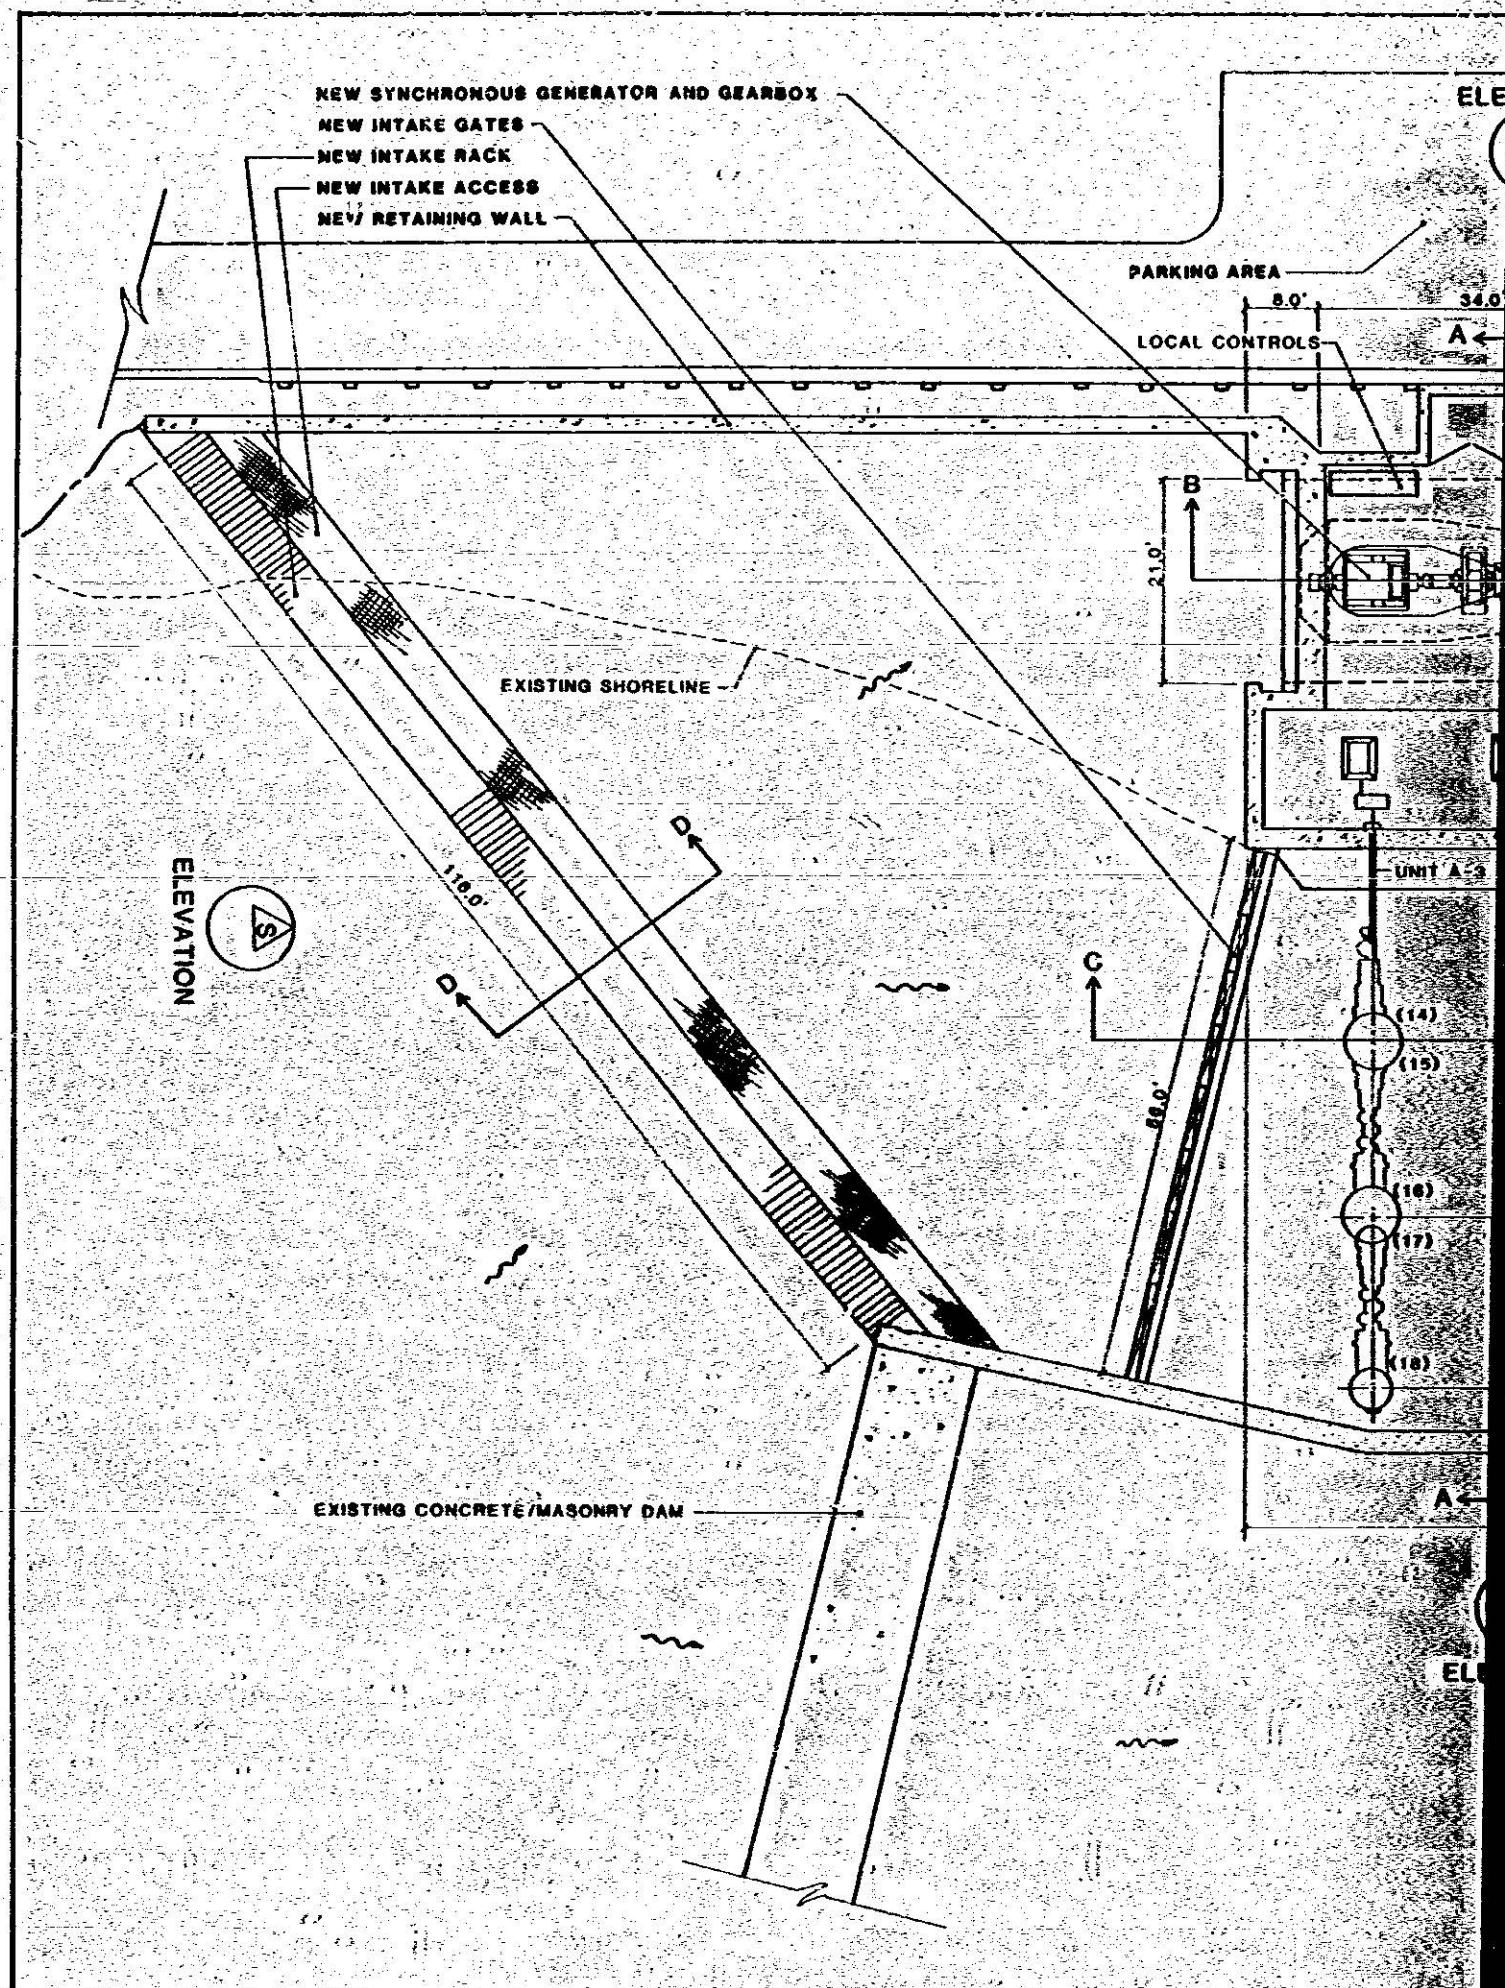 NEW SYNCHRONOUS GENERATOR AND GEARBOX
NEW INTAKE GATES
NEW INTAKE RACK
NEW INTAKE ACCESS
NEW RETAINING WALL
PARKING AREA
8.0'
34.0'
A
LOCAL CONTROLS
B
21.0'
EXISTING SHORELINE
D
116.0'
D
ELEVATION
S
UNIT A-3
C
(14)
(15)
(16)
(17)
(18)
EXISTING CONCRETE/MASONRY DAM
A